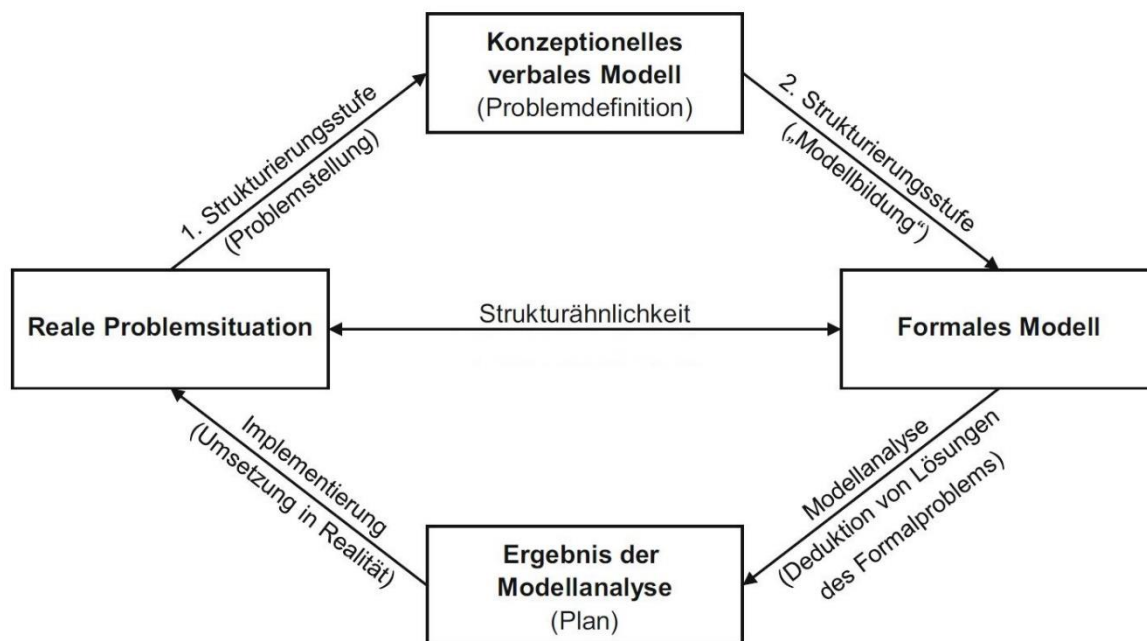 Konzeptionelles
verbales Modell
(Problemdefinition)
1. Strukturierungsstufe
(Problemstellung)
2. Strukturierungsstufe
(„Modellbildung“)
Reale Problemsituation
Strukturähnlichkeit
Formales Modell
Implementierung
(Umsetzung in Realität)
Modellanalyse
(Deduktion von Lösungen
des Formalproblems)
Ergebnis der
Modellanalyse
(Plan)